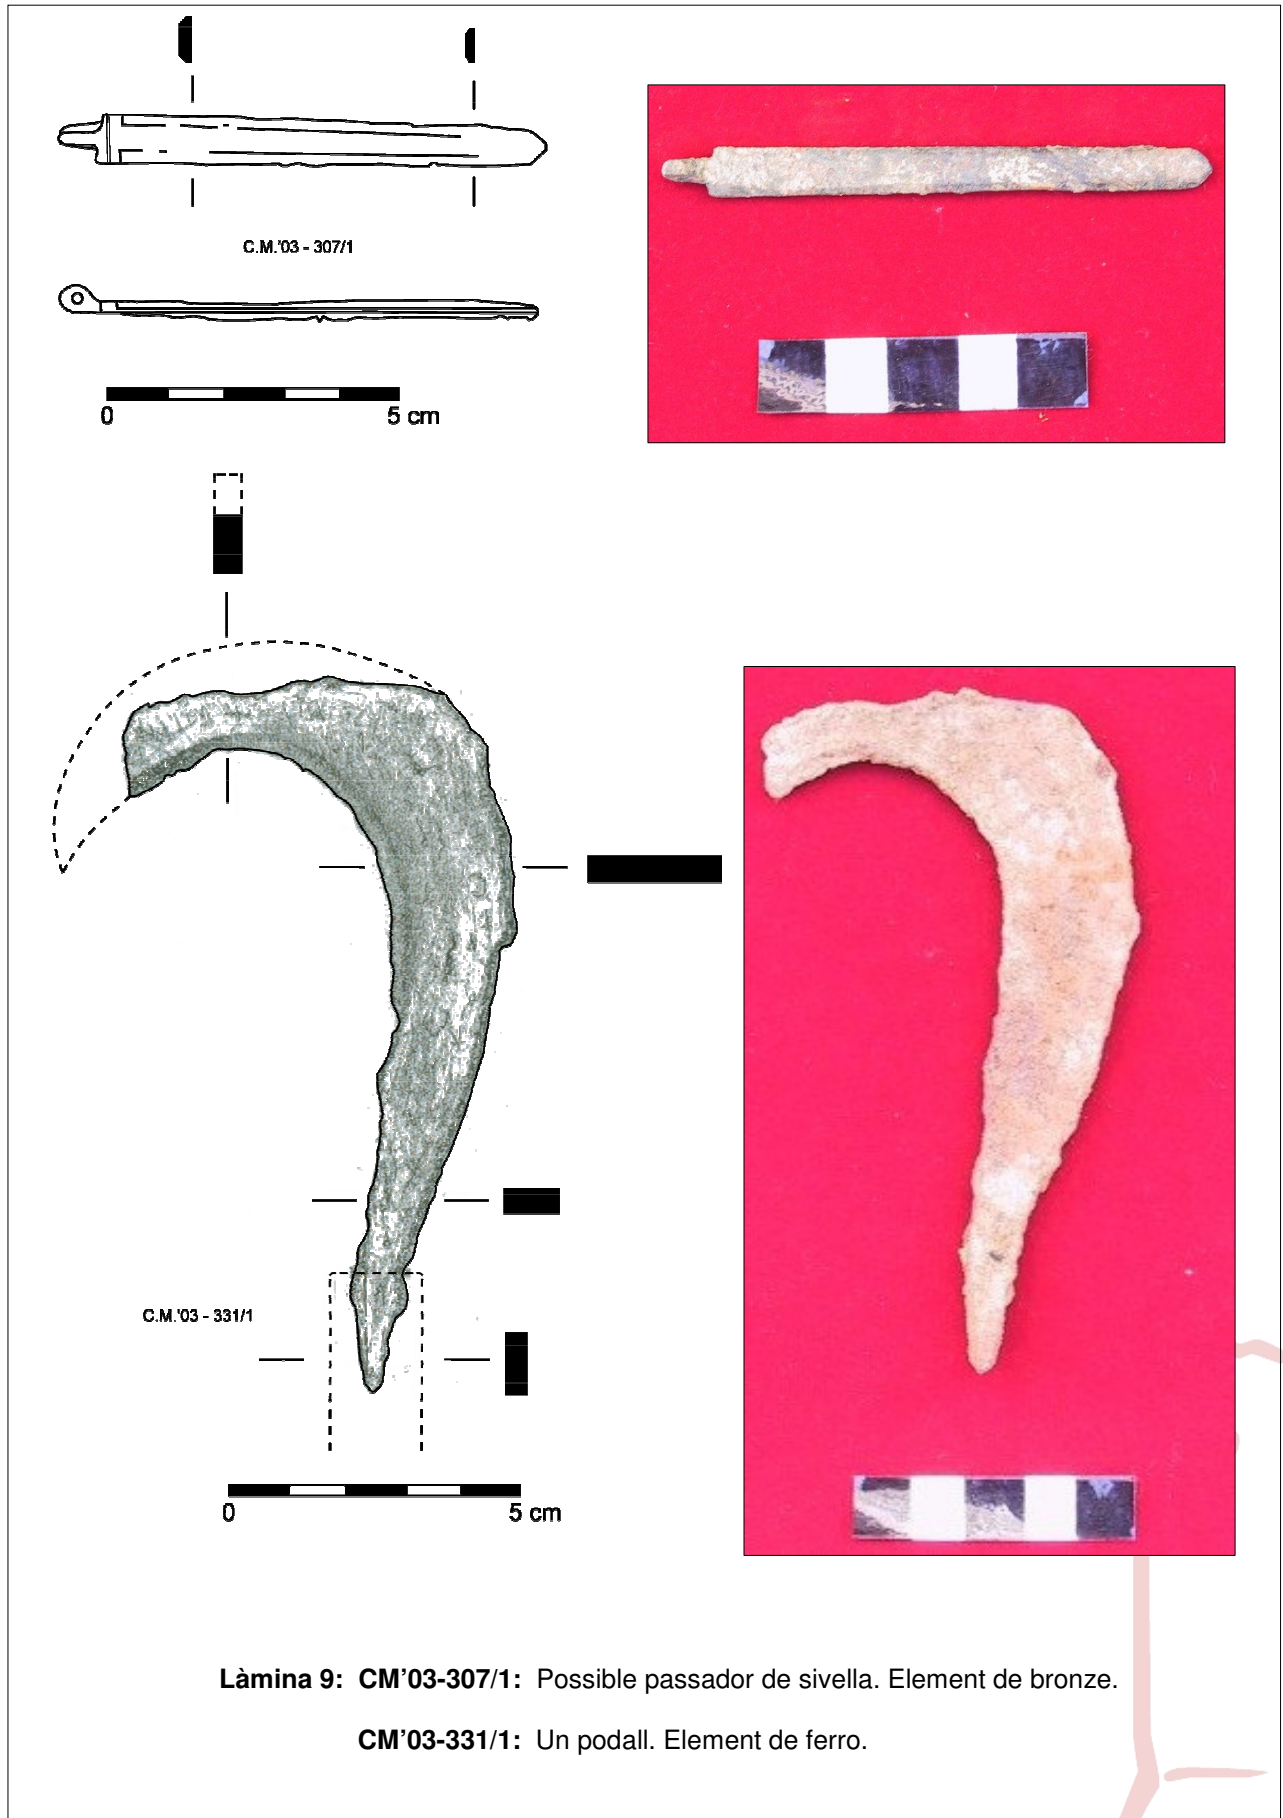 C.M.'03 - 307/1
0 5 cm
C.M.'03 - 331/1
0 5 cm
Làmina 9: CM’03-307/1: Possible passador de sivella. Element de bronze.
CM’03-331/1: Un podall. Element de ferro.